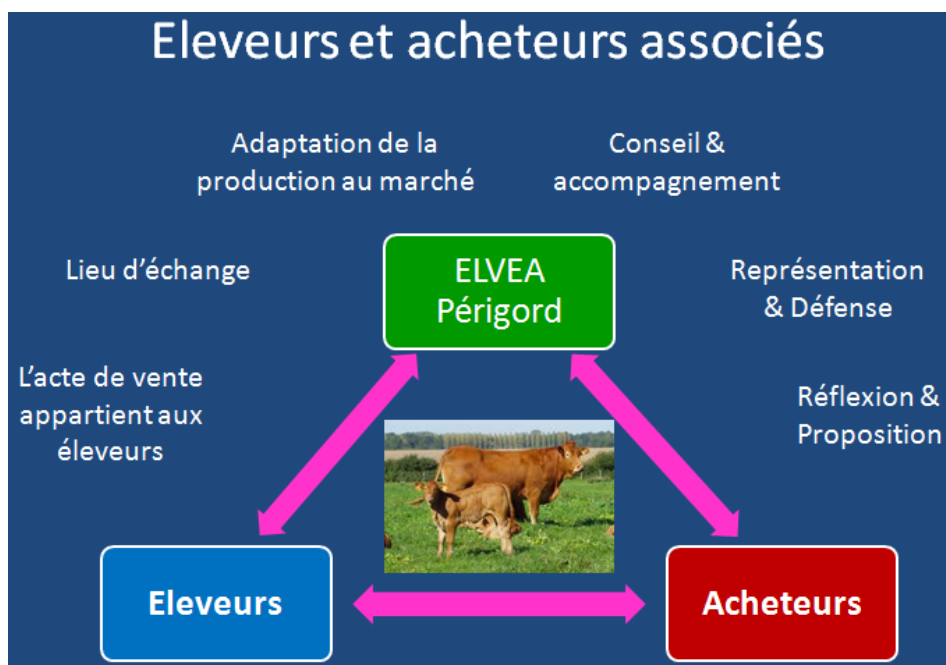 Eleveurs et acheteurs associés
Adaptation de la
production au marché
Conseil &
accompagnement
Lieu d'échange
ELVEA
Périgord
Représentation
& Défense
L'acte de vente
appartient aux
éleveurs
Réflexion &
Proposition
Eleveurs
Acheteurs